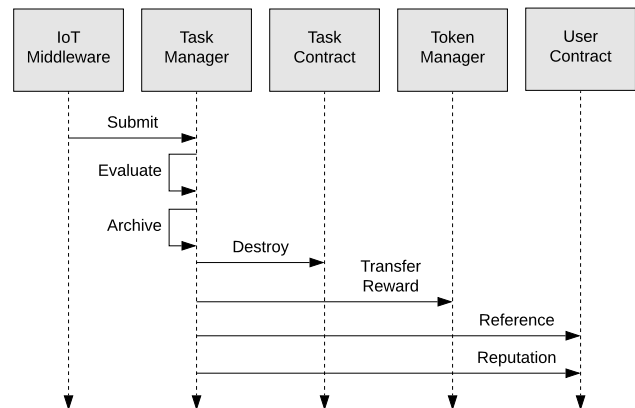 IoT
Middleware
Task
Manager
Task
Contract
Token
Manager
User
Contract
Submit
Evaluate
Archive
Destroy
Transfer
Reward
Reference
Reputation